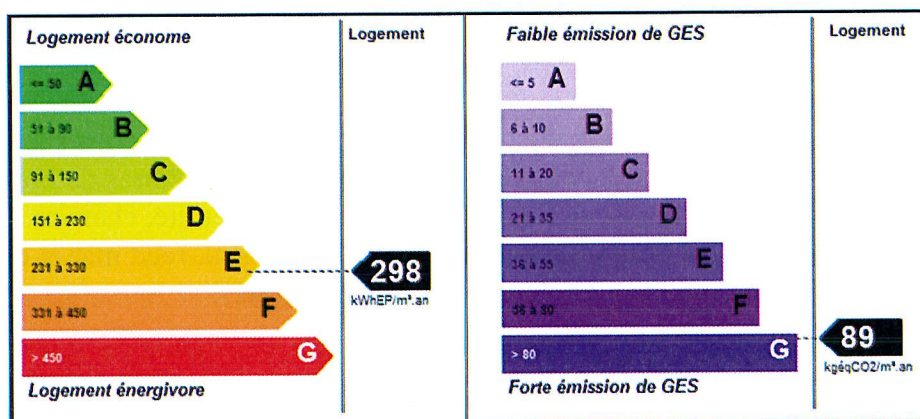 Logement économe
Logement
<= 50 A
51 à 90 B
91 à 150 C
151 à 230 D
231 à 330 E
298
kWhEP/m².an
331 à 450 F
> 450 G
Logement énergivore
Faible émission de GES
Logement
<= 5 A
6 à 10 B
11 à 20 C
21 à 35 D
36 à 55 E
56 à 80 F
> 80 G
89
kgéqCO2/m².an
Forte émission de GES